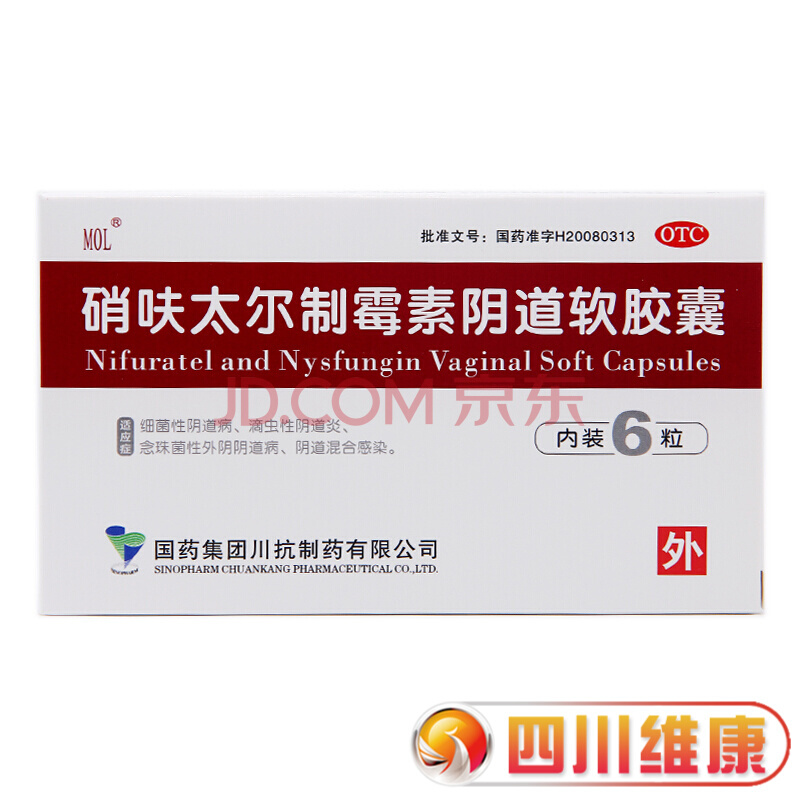 MOL®
批准文号：国药准字H20080313 OTC
硝呋太尔制霉素阴道软胶囊
Nifuratel and Nysfungin Vaginal Soft Capsules
JD.COM 京东
适应症
细菌性阴道病、滴虫性阴道炎、
念珠菌性外阴阴道病、阴道混合感染。
内装6粒
国药集团川抗制药有限公司
SINOPHARM CHUANKANG PHARMACEUTICAL CO.,LTD.
SINOPHARM
外
四川维康